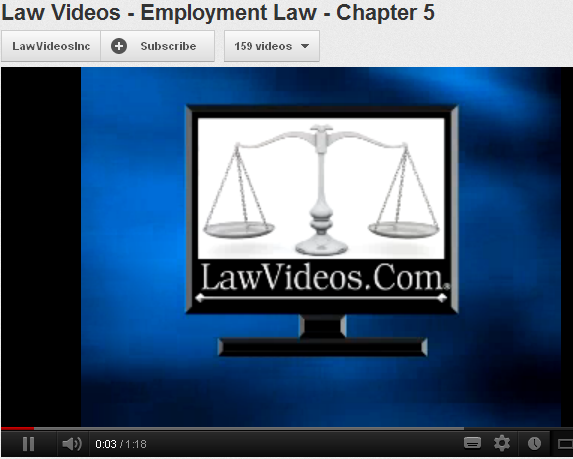 Law Videos - Employment Law - Chapter 5
LawVideosInc Subscribe 159 videos
LawVideos.Com®
0:03 / 1:18